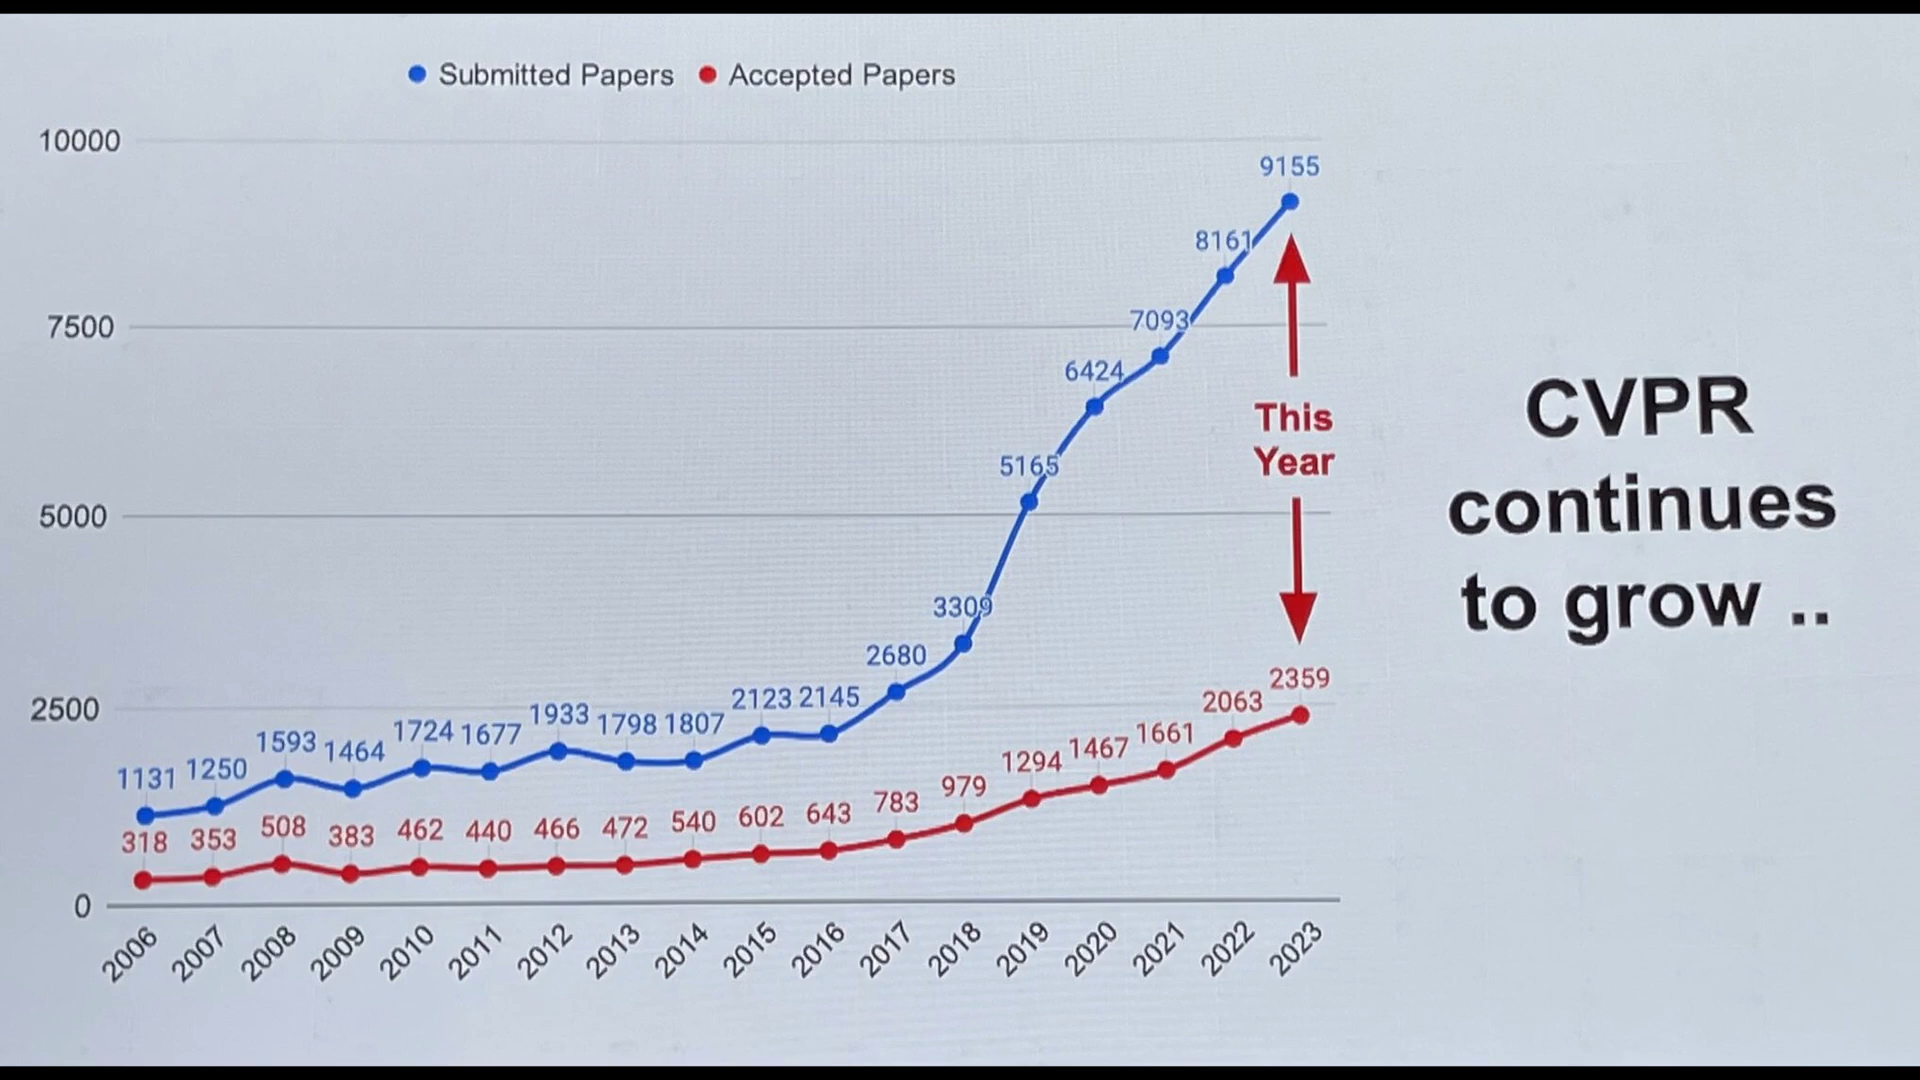 Submitted Papers
Accepted Papers
10000
7500
5000
2500
0
1131 1250 1593 1464 1724 1677 1933 1798 1807 2123 2145 2680 3309 5165 6424 7093 8161 9155
318 353 508 383 462 440 466 472 540 602 643 783 979 1294 1467 1661 2063 2359
This
Year
2006 2007 2008 2009 2010 2011 2012 2013 2014 2015 2016 2017 2018 2019 2020 2021 2022 2023
CVPR
continues
to grow ..